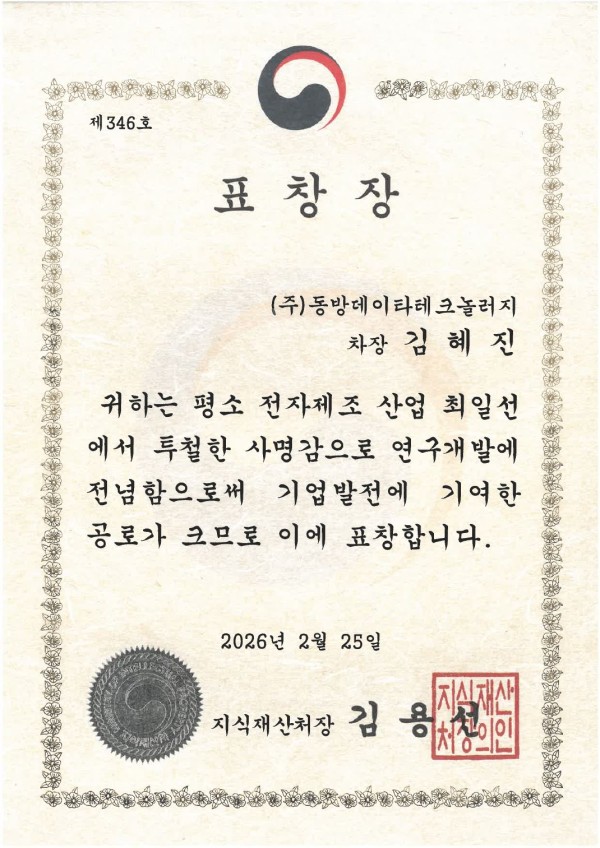 제346호
표창장
(주)동방데이타테크놀러지
차장 김혜진
귀하는 평소 전자제조 산업 최일선
에서 투철한 사명감으로 연구개발에
전념함으로써 기업발전에 기여한
공로가 크므로 이에 표창합니다.
2026년 2월 25일
지식재산처장 김용선
지식재산
처장의인